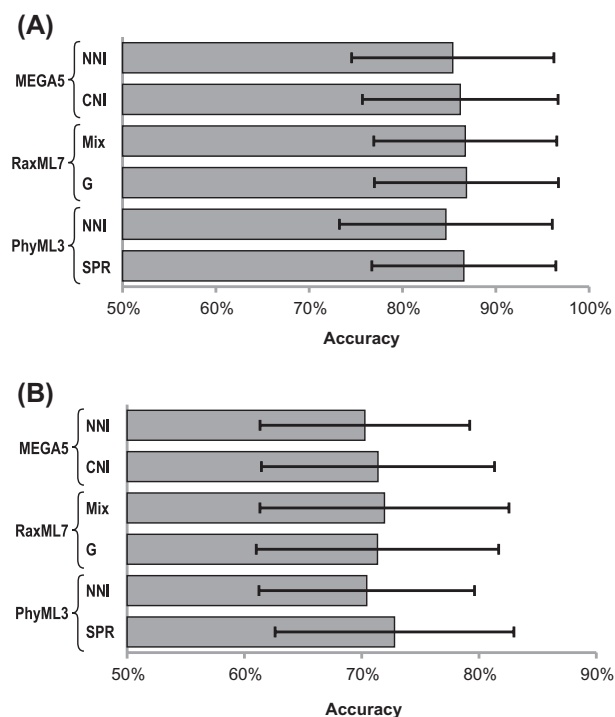 (A)
MEGA5
NNI
CNI
RaxML7
Mix
G
PhyML3
NNI
SPR
50% 60% 70% 80% 90% 100%
Accuracy
(B)
MEGA5
NNI
CNI
RaxML7
Mix
G
PhyML3
NNI
SPR
50% 60% 70% 80% 90%
Accuracy